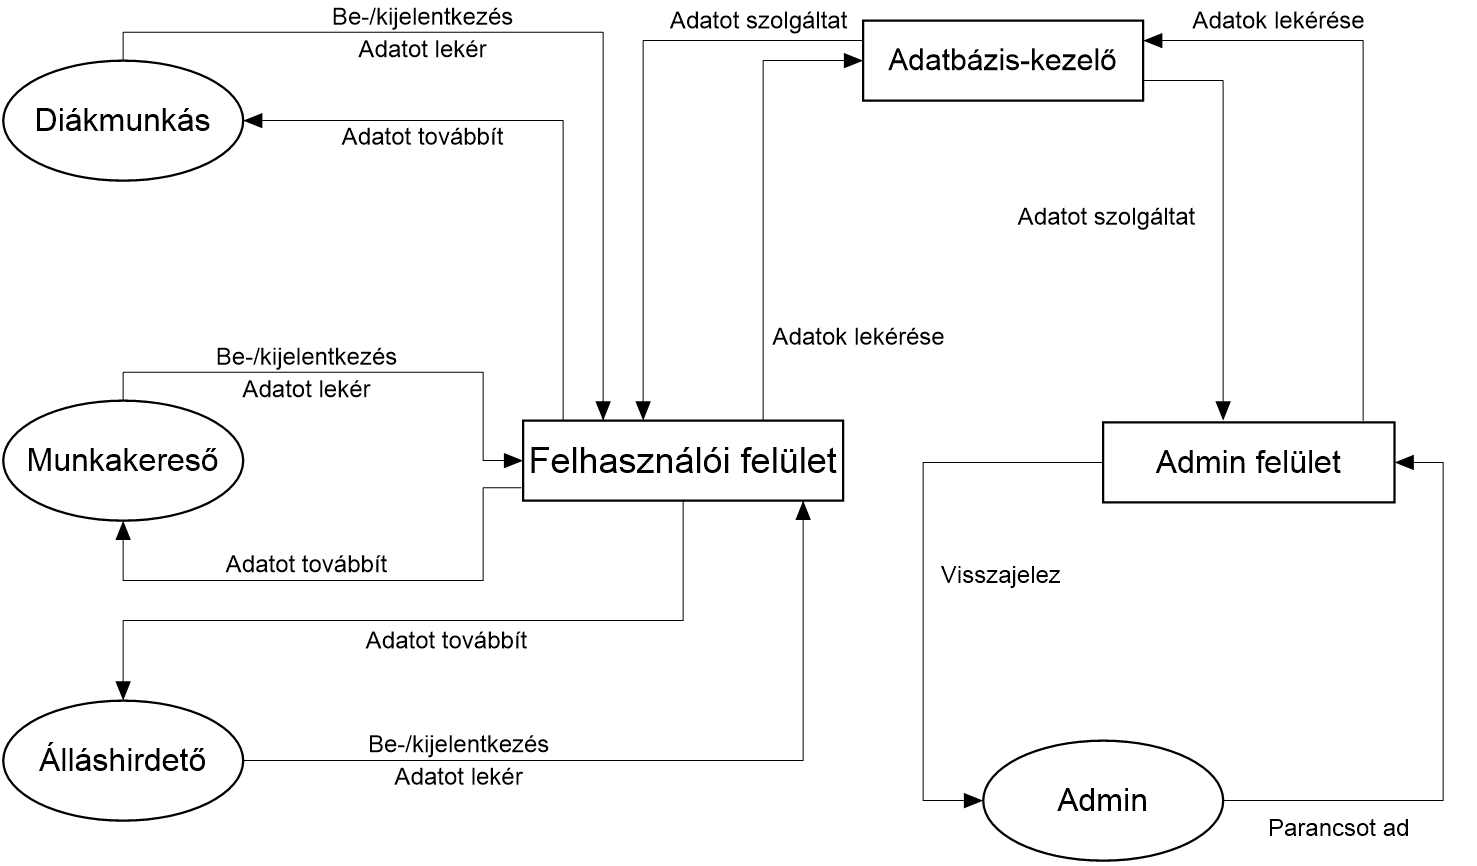 Be-/kijelentkezés
Adatot lekér
Adatot szolgáltat
Adatok lekérése
Adatbázis-kezelő
Diákmunkás
Adatot továbbít
Adatot szolgáltat
Adatok lekérése
Be-/kijelentkezés
Adatot lekér
Munkakereső
Felhasználói felület
Admin felület
Adatot továbbít
Visszajelez
Adatot továbbít
Álláshirdető
Be-/kijelentkezés
Adatot lekér
Admin
Parancsot ad